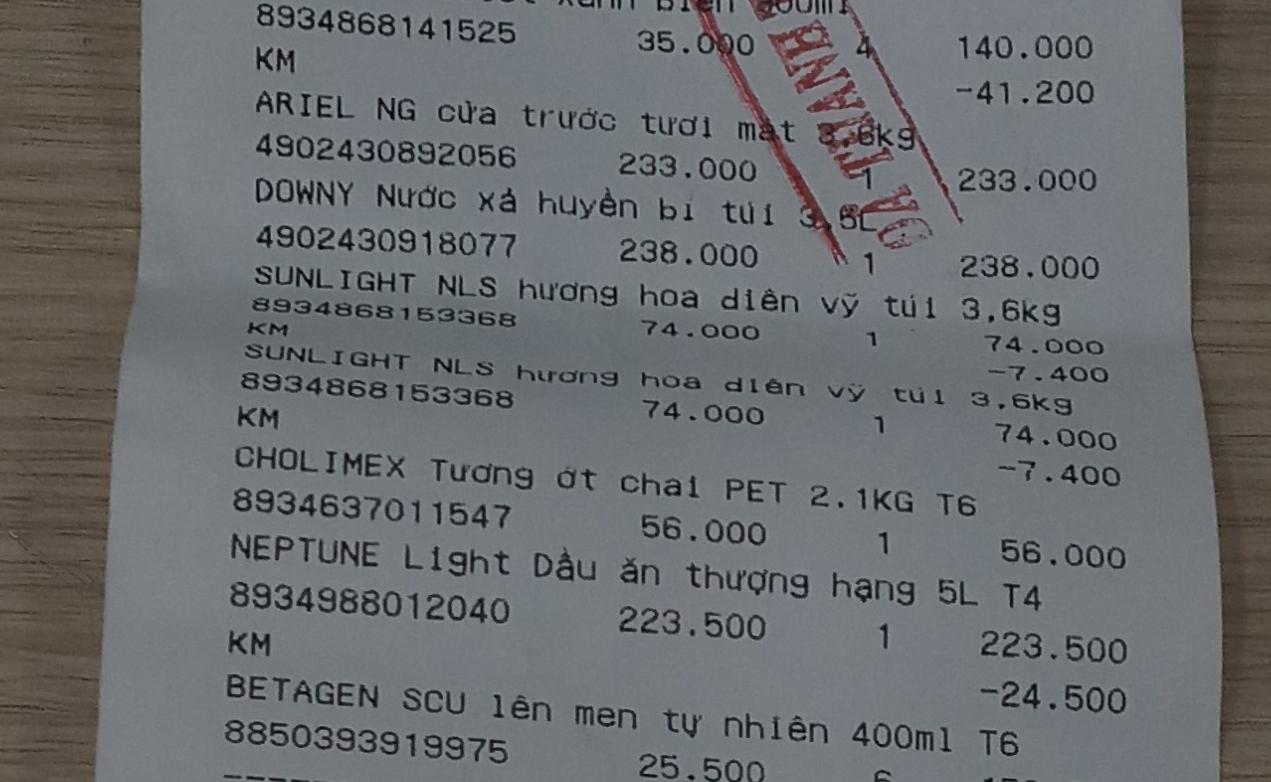 biển
8934868141525 35.000 4 140.000
KM -41.200
ARIEL NG cửa trước tươi mát 3.6kg
4902430892056 233.000 1 233.000
DOWNY Nước xả huyền bí túi 3,5L
4902430918077 238.000 1 238.000
SUNLIGHT NLS hương hoa diên vỹ túi 3,6kg
8934868153368 74.000 1 74.000
KM -7.400
SUNLIGHT NLS hương hoa diên vỹ túi 3,6kg
8934868153368 74.000 1 74.000
KM -7.400
CHOLIMEX Tương ớt chai PET 2.1KG T6
8934637011547 56.000 1 56.000
NEPTUNE Light Dầu ăn thượng hạng 5L T4
8934988012040 223.500 1 223.500
KM -24.500
BETAGEN SCU lên men tự nhiên 400ml T6
8850393919975 25.500 6
ĐÃ THANH